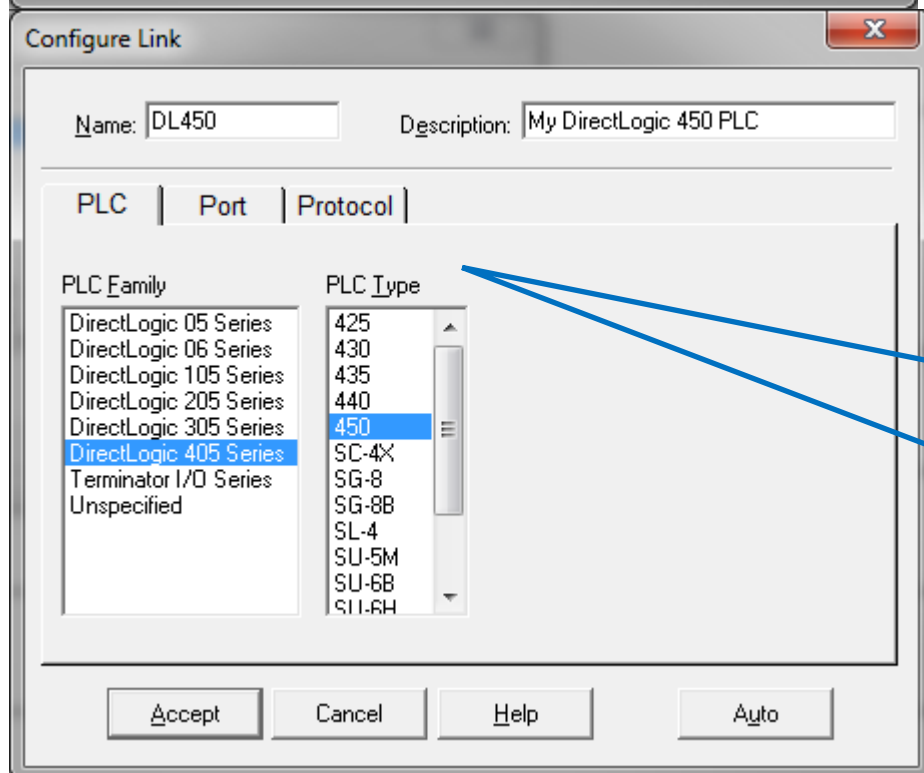 Configure Link
Name: DL450 Description: My DirectLogic 450 PLC
PLC Port Protocol
PLC Family
DirectLogic 05 Series
DirectLogic 06 Series
DirectLogic 105 Series
DirectLogic 205 Series
DirectLogic 305 Series
DirectLogic 405 Series
Terminator I/O Series
Unspecified
PLC Type
425
430
435
440
450
SC-4X
SG-8
SG-8B
SL-4
SU-5M
SU-6B
SU-6H
Accept Cancel Help Auto